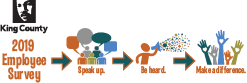 King County
2019
Employee
Survey
Speak up.
Be heard.
Make a difference.